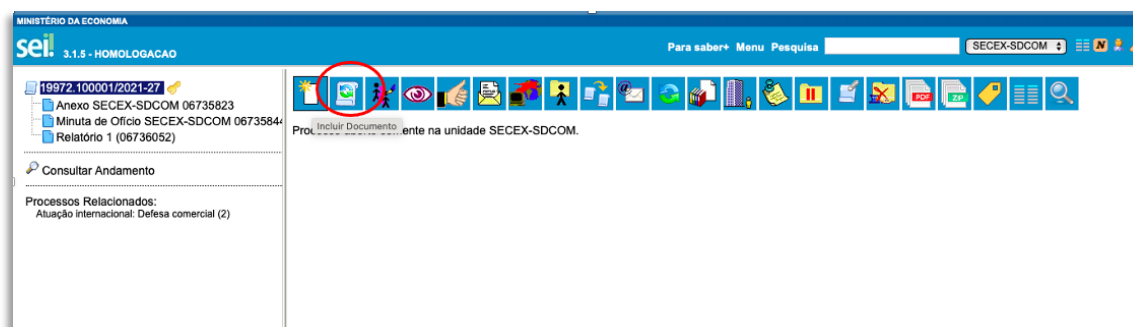 MINISTÉRIO DA ECONOMIA
sei! 3.1.5 - HOMOLOGACAO
Para saber+ Menu Pesquisa
SECEX-SDCOM
N
19972.100001/2021-27
Anexo SECEX-SDCOM 06735823
Minuta de Ofício SECEX-SDCOM 0673584
Relatório 1 (06736052)
Consultar Andamento
Processos Relacionados:
Atuação internacional: Defesa comercial (2)
PDF
ZIP
Incluir Documento
na unidade SECEX-SDCOM.